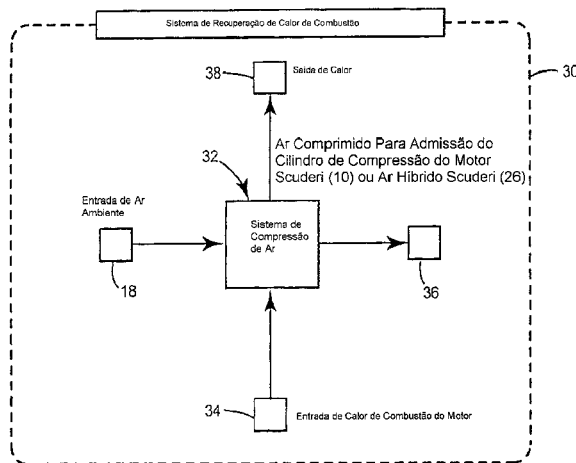 Sistema de Recuperação de Calor de Combustão
38
Saída de Calor
30
Ar Comprimido Para Admissão do
Cilindro de Compressão do Motor
Scuderi (10) ou Ar Híbrido Scuderi (26)
32
Entrada de Ar
Ambiente
Sistema de
Compressão
de Ar
18
36
34
Entrada de Calor de Combustão do Motor